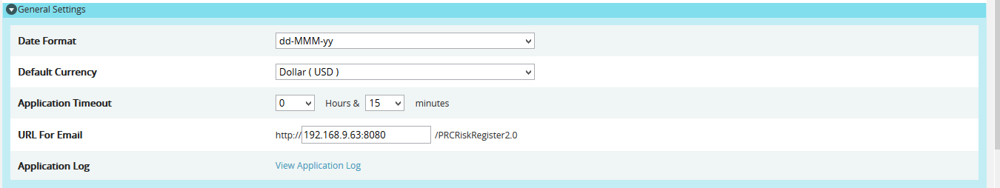 General Settings
Date Format dd-MMM-yy
Default Currency Dollar ( USD )
Application Timeout 0 Hours & 15 minutes
URL For Email http:// 192.168.9.63:8080 /PRCRiskRegister2.0
Application Log View Application Log